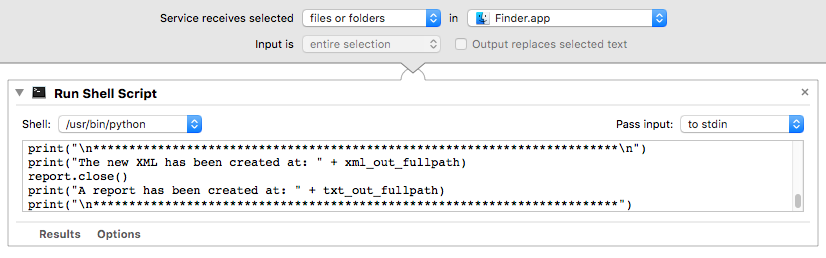 Service receives selected files or folders in Finder.app
Input is entire selection Output replaces selected text
Run Shell Script
Shell: /usr/bin/python Pass input: to stdin
print("\n*************************************************************************\n")
print("The new XML has been created at: " + xml_out_fullpath)
report.close()
print("A report has been created at: " + txt_out_fullpath)
print("\n*************************************************************************")
Results Options